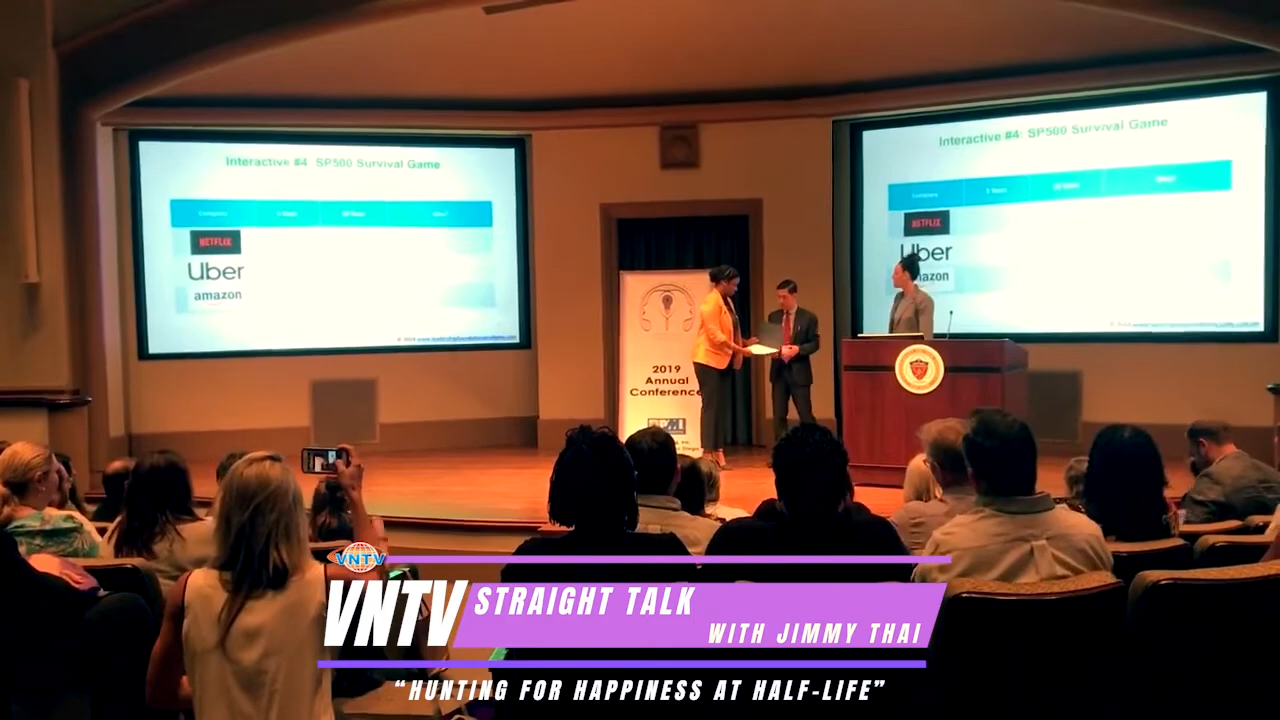 Interactive #4 SP500 Survival Game
NETFLIX
Uber
amazon
2019
Annual
Conference
Interactive #4: SP500 Survival Game
NETFLIX
Uber
amazon
VNTV
VNTV
STRAIGHT TALK
WITH JIMMY THAI
“HUNTING FOR HAPPINESS AT HALF-LIFE”